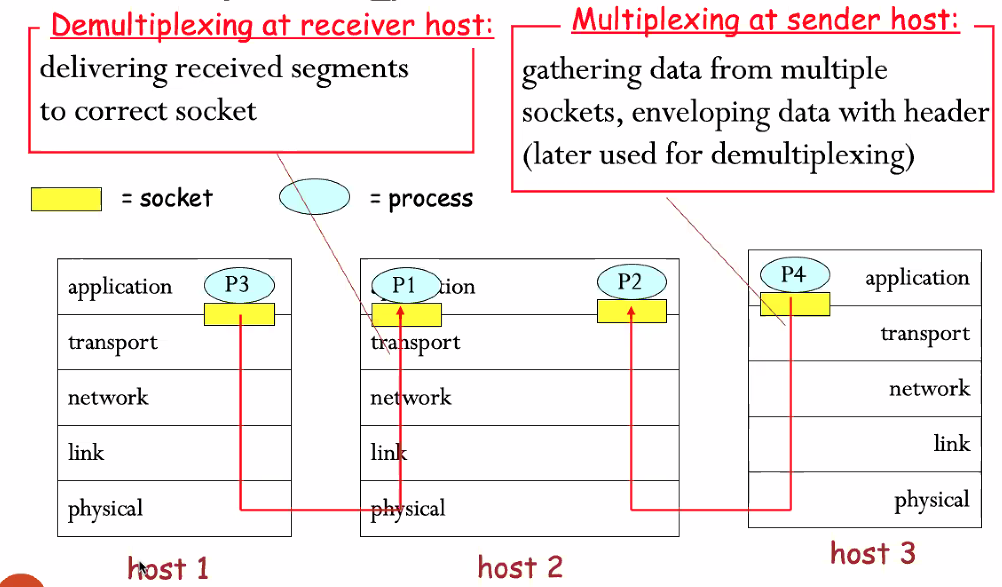 Demultiplexing at receiver host:
delivering received segments
to correct socket
Multiplexing at sender host:
gathering data from multiple
sockets, enveloping data with header
(later used for demultiplexing)
= socket
= process
application
P3
transport
network
link
physical
host 1
P1
P2
transport
network
link
physical
host 2
P4
application
transport
network
link
physical
host 3